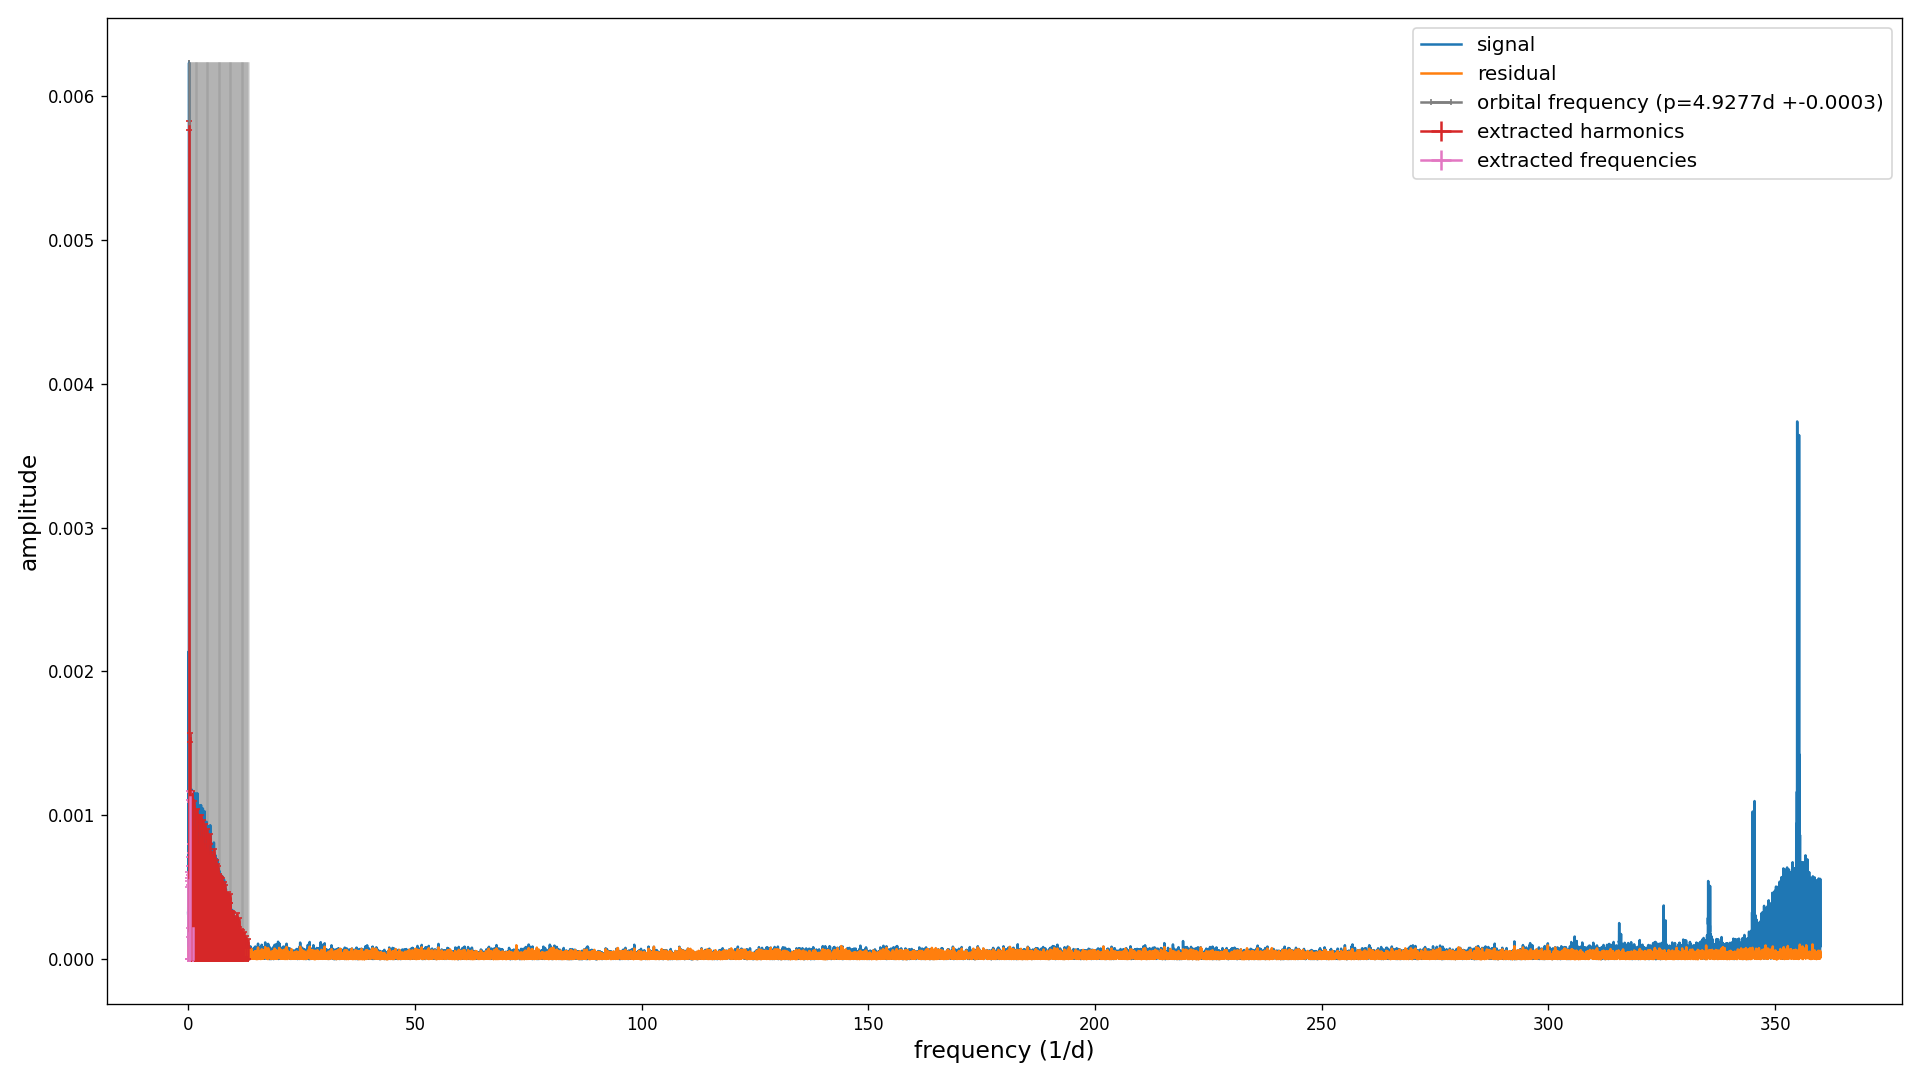 signal
residual
orbital frequency (p=4.9277d +-0.0003)
extracted harmonics
extracted frequencies
0.006
0.005
0.004
0.003
0.002
0.001
0.000
amplitude
0 50 100 150 200 250 300 350
frequency (1/d)